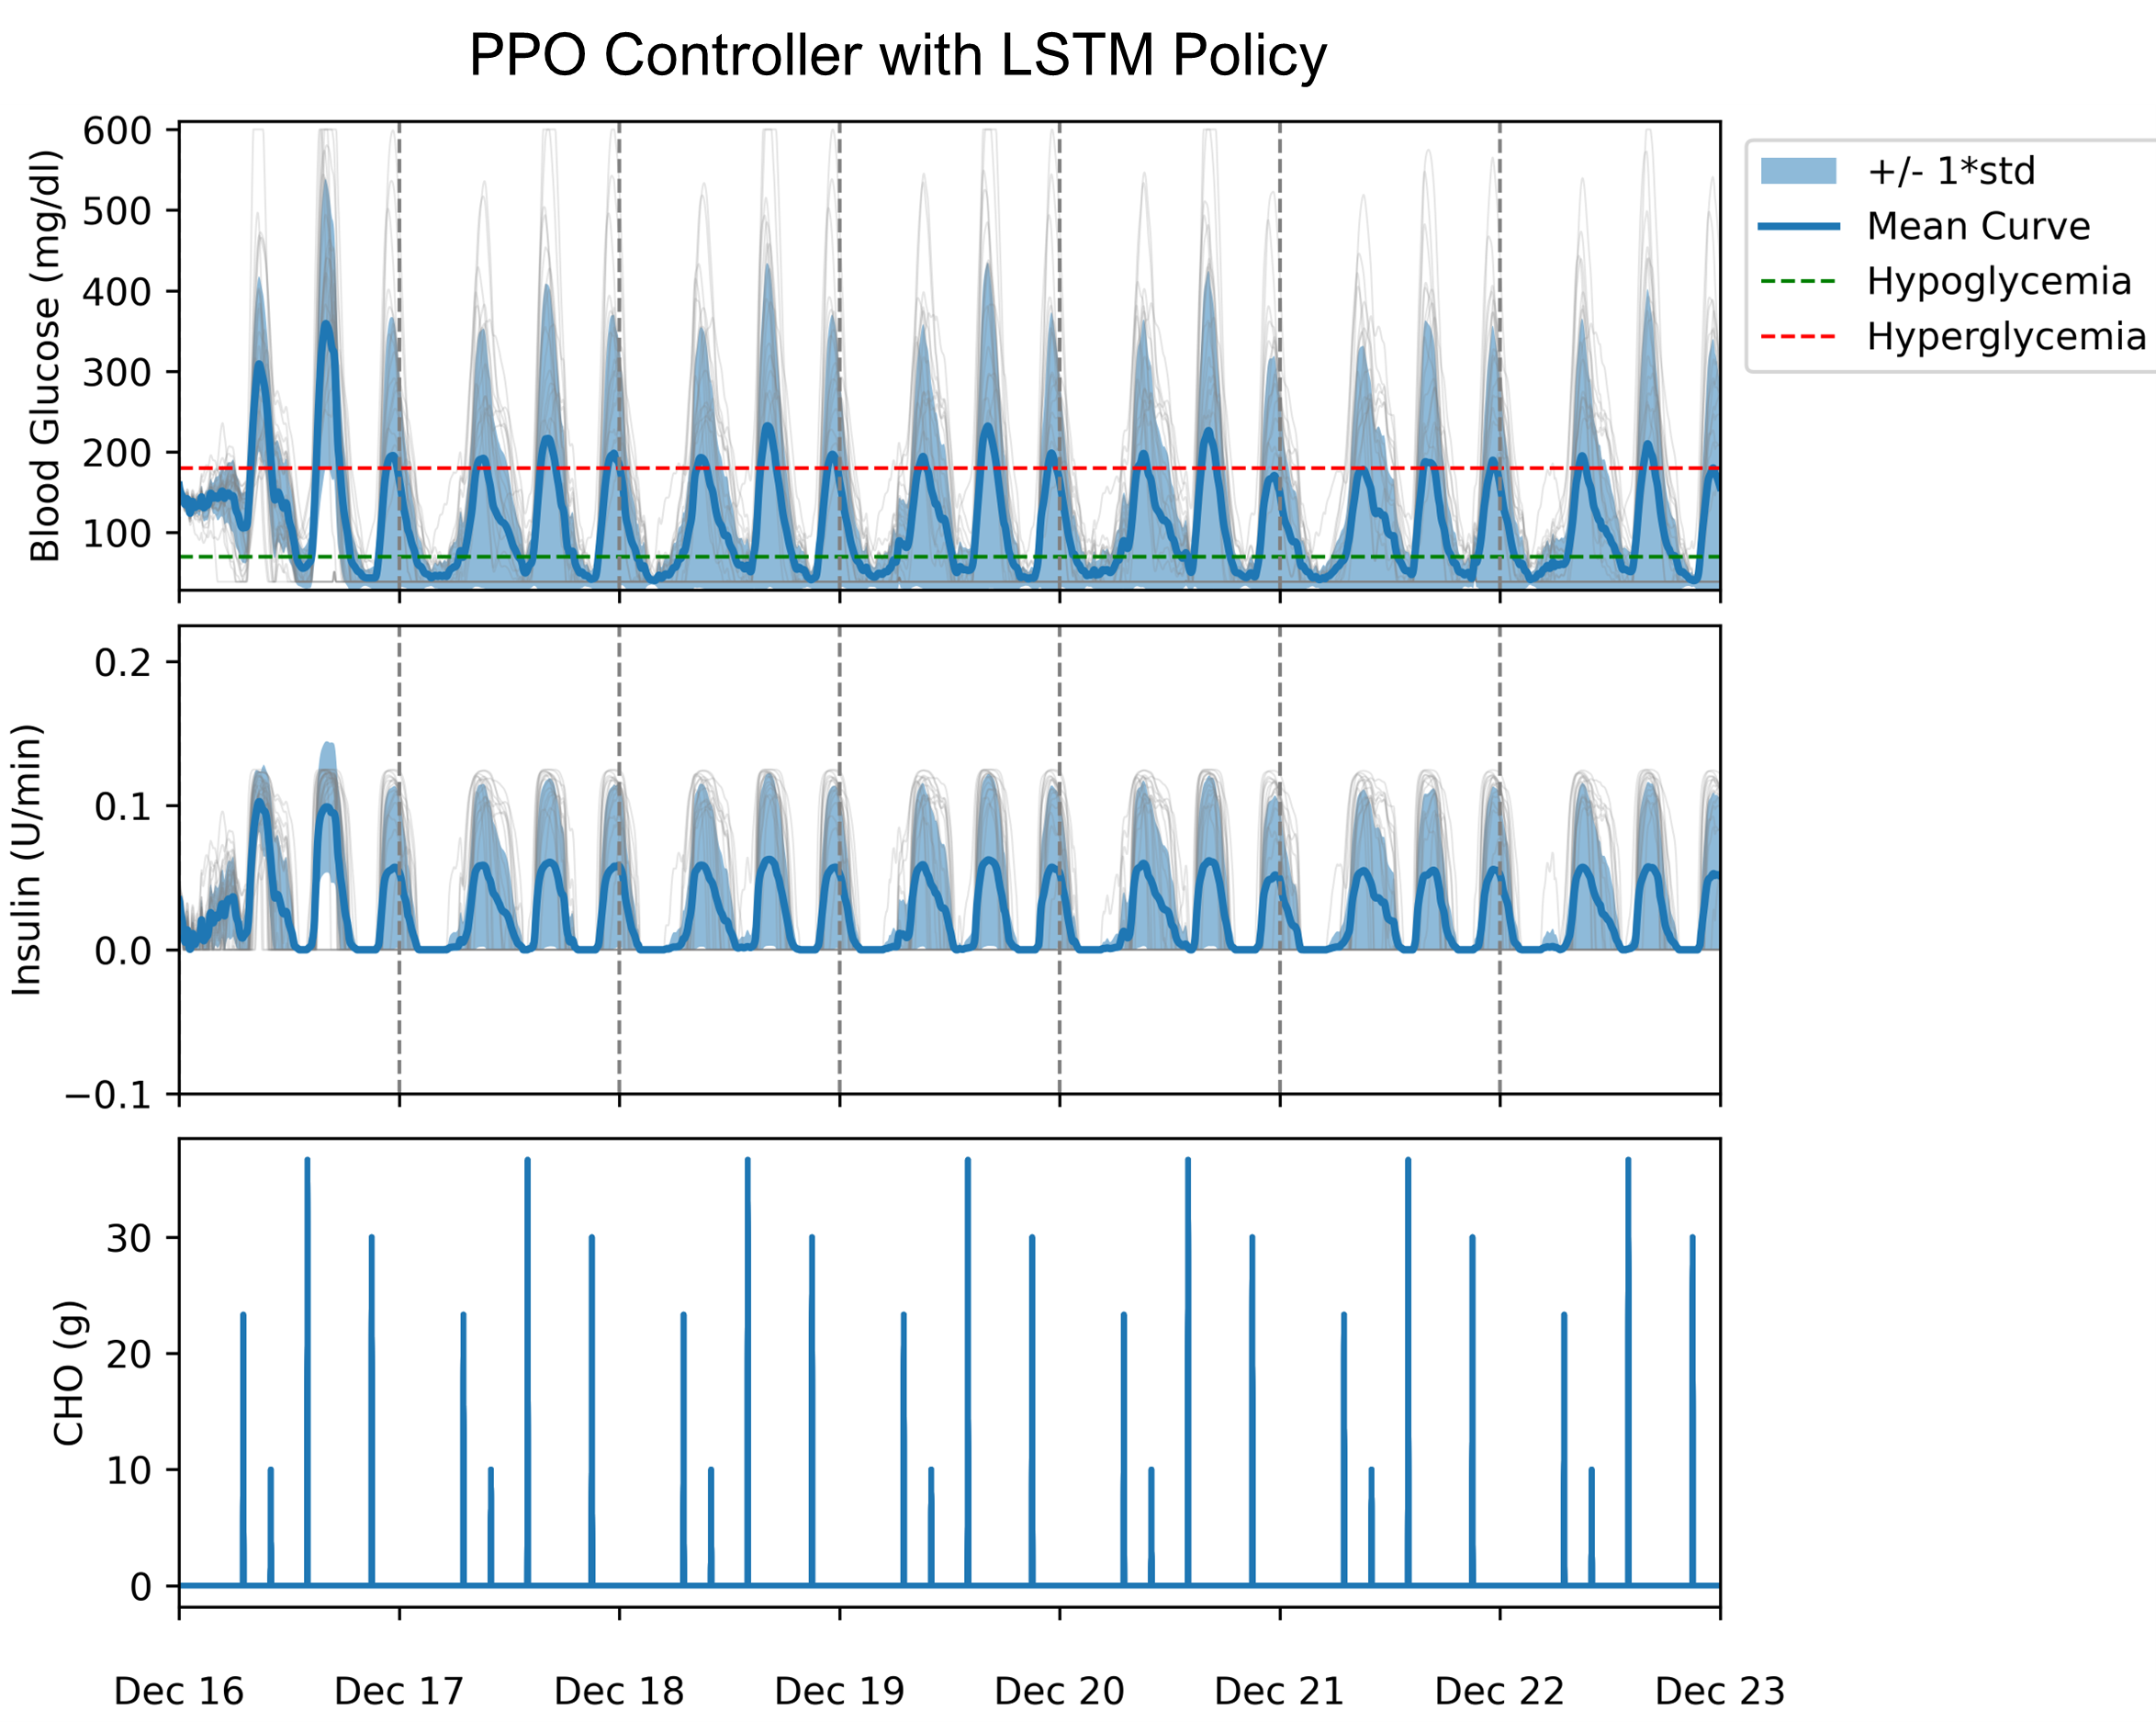 PPO Controller with LSTM Policy
600
500
400
300
200
100
Blood Glucose (mg/dl)
+/- 1*std
Mean Curve
Hypoglycemia
Hyperglycemia
0.2
0.1
0.0
−0.1
Insulin (U/min)
30
20
10
0
CHO (g)
Dec 16 Dec 17 Dec 18 Dec 19 Dec 20 Dec 21 Dec 22 Dec 23